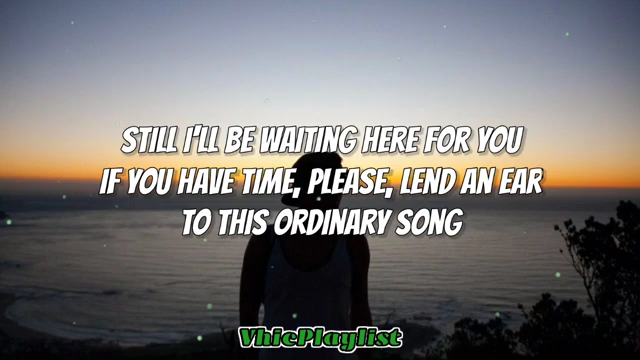 STILL I'LL BE WAITING HERE FOR YOU
IF YOU HAVE TIME, PLEASE, LEND AN EAR
TO THIS ORDINARY SONG
VhicPlaylist